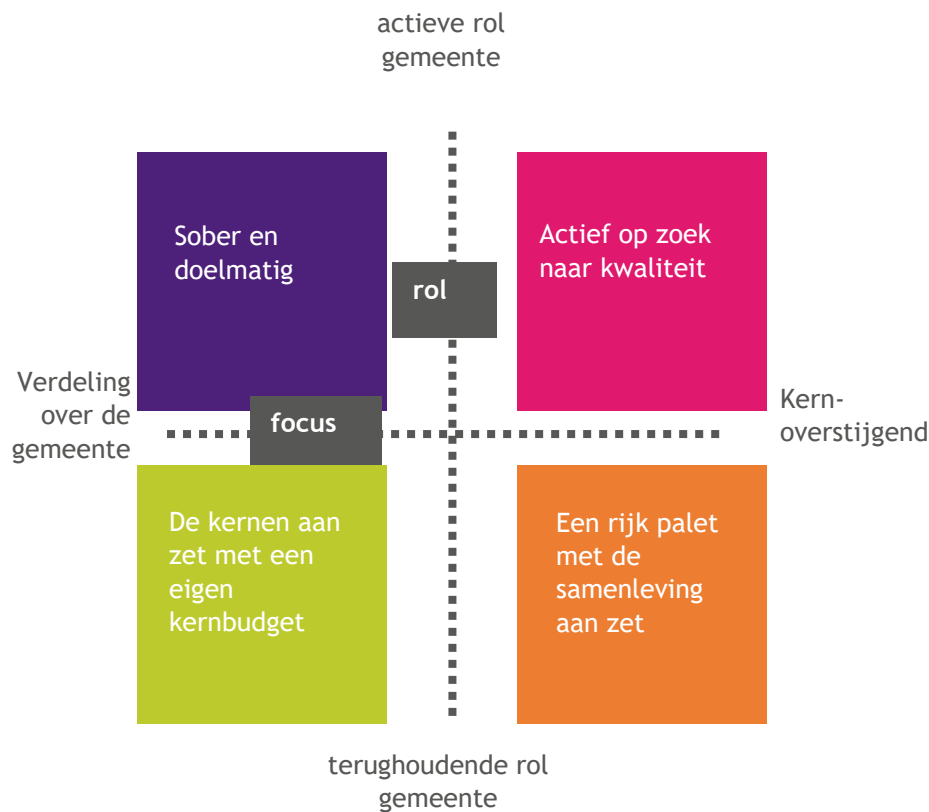 actieve rol
gemeente
Sober en
doelmatig
Actief op zoek
naar kwaliteit
rol
Verdeling
over de
gemeente
focus
Kern-
overstijgend
De kernen aan
zet met een
eigen
kernbudget
Een rijk palet
met de
samenleving
aan zet
terughoudende rol
gemeente